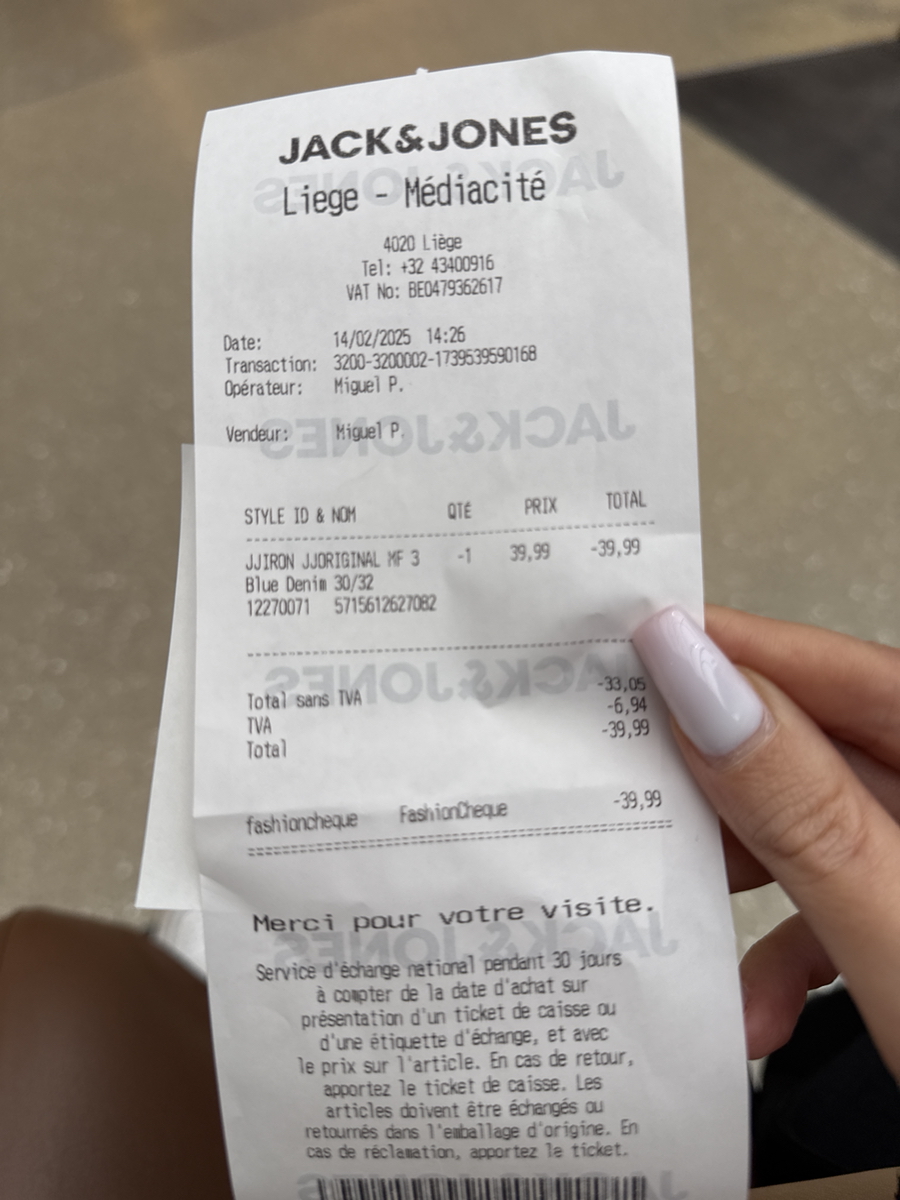 JACK&JONES
Liege - Médiacité
4020 Liège
Tel: +32 43400916
VAT No: BE0479362617
Date: 14/02/2025 14:26
Transaction: 3200-3200002-1739539590168
Opérateur: Miguel P.
Vendeur: Miguel P.
STYLE ID & NOM QTÉ PRIX TOTAL
JJIRON JJORIGINAL MF 3 -1 39,99 -39,99
Blue Denim 30/32
12270071 5715612627082
Total sans TVA -33,05
TVA -6,94
Total -39,99
fashioncheque FashionCheque -39,99
Merci pour votre visite.
Service d'échange national pendant 30 jours
à compter de la date d'achat sur
présentation d'un ticket de caisse ou
d'une étiquette d'échange, et avec
le prix sur l'article. En cas de retour,
apportez le ticket de caisse. Les
articles doivent être échangés ou
retournés dans l'emballage d'origine. En
cas de réclamation, apportez le ticket.